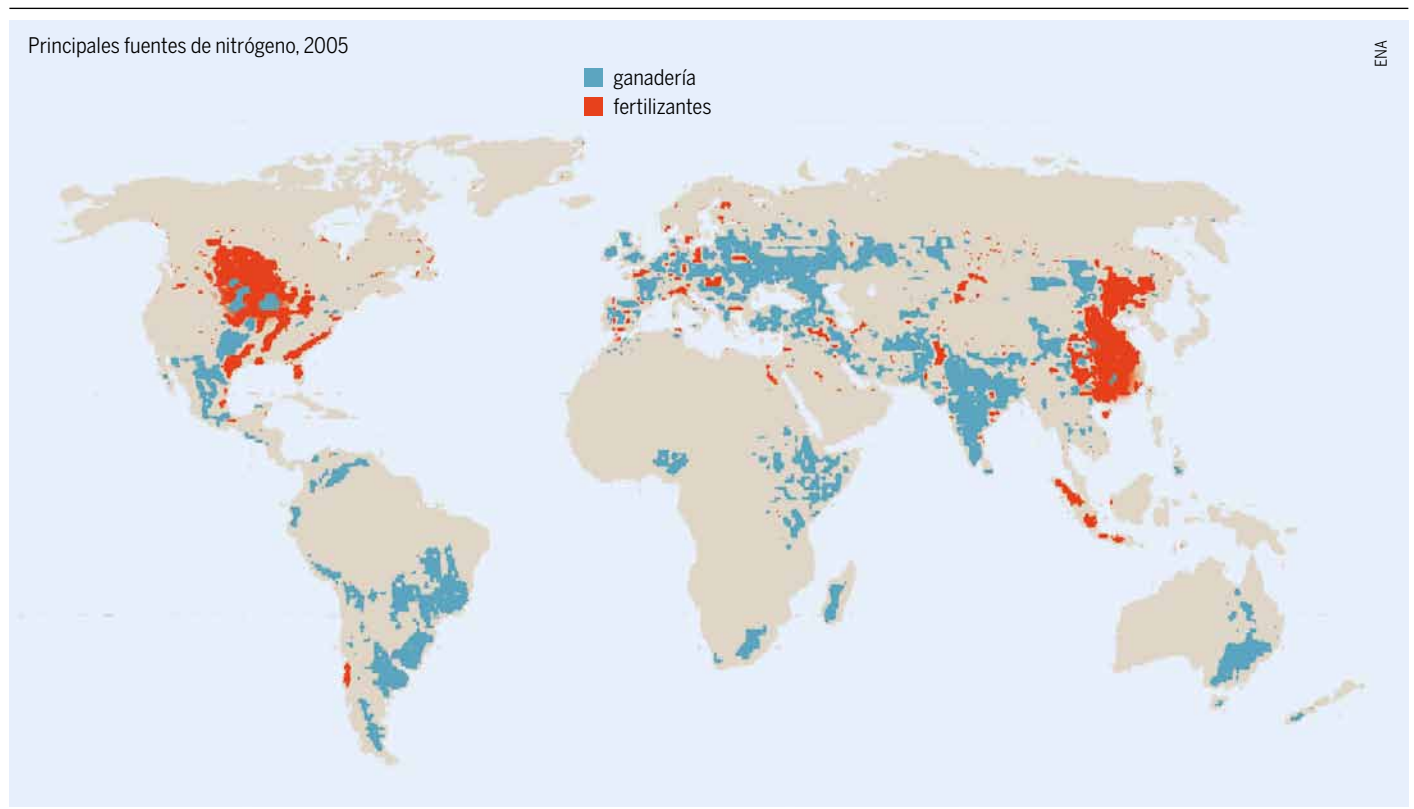 Principales fuentes de nitrógeno, 2005
ENA
ganadería
fertilizantes